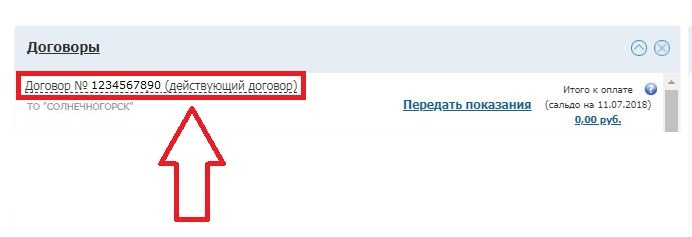 Договоры
Договор № 1234567890 (действующий договор)
ТО "СОЛНЕЧНОГОРСК"
Передать показания
Итого к оплате ?
(сальдо на 11.07.2018)
0,00 руб.